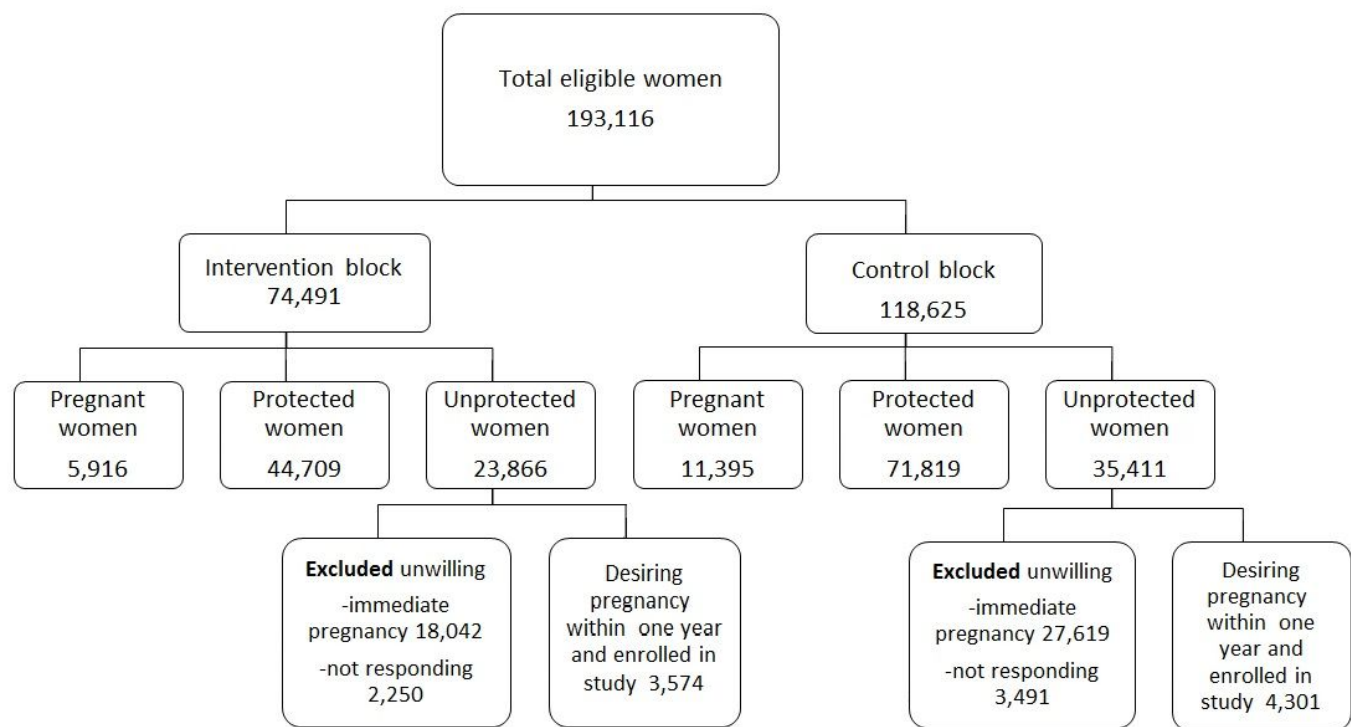 Total eligible women
193,116
Intervention block
74,491
Control block
118,625
Pregnant
women
5,916
Protected
women
44,709
Unprotected
women
23,866
Pregnant
women
11,395
Protected
women
71,819
Unprotected
women
35,411
Excluded unwilling
-immediate
pregnancy 18,042
-not responding
2,250
Desiring
pregnancy
within one year
and enrolled in
study 3,574
Excluded unwilling
-immediate
pregnancy 27,619
-not responding
3,491
Desiring
pregnancy
within one
year and
enrolled in
study 4,301